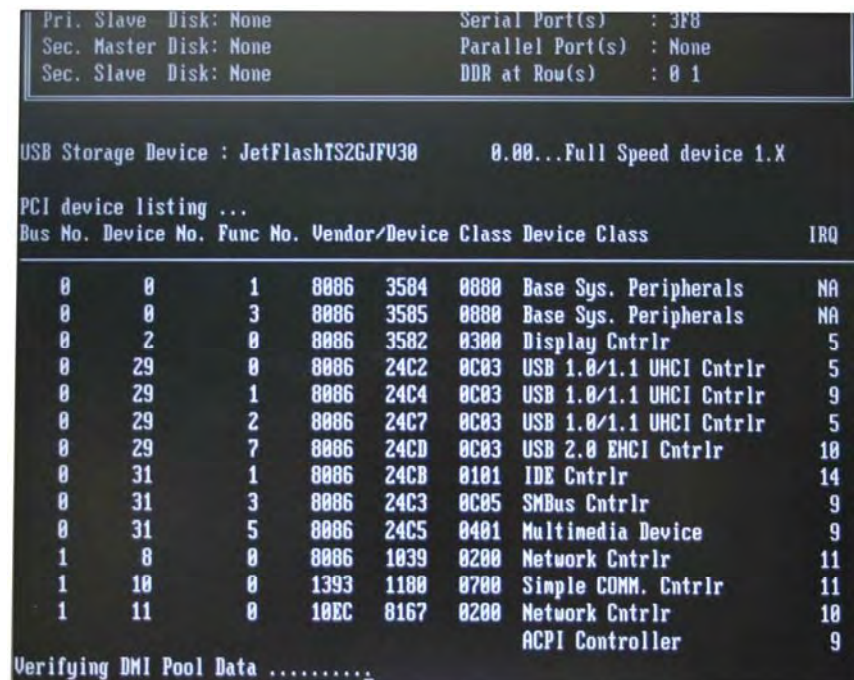 Pri. Slave Disk: None Serial Port(s) : 3F8
Sec. Master Disk: None Parallel Port(s) : None
Sec. Slave Disk: None DDR at Row(s) : 0 1
USB Storage Device : JetFlashTS2GJFV30 0.00...Full Speed device 1.X
PCI device listing ...
Bus No. Device No. Func No. Vendor/Device Class Device Class IRQ
0 0 1 8086 3584 0880 Base Sys. Peripherals NA
0 0 3 8086 3585 0880 Base Sys. Peripherals NA
0 2 0 8086 3582 0300 Display Cntrlr 5
0 29 0 8086 24C2 0C03 USB 1.0/1.1 UHCI Cntrlr 5
0 29 1 8086 24C4 0C03 USB 1.0/1.1 UHCI Cntrlr 9
0 29 2 8086 24C7 0C03 USB 1.0/1.1 UHCI Cntrlr 5
0 29 7 8086 24CD 0C03 USB 2.0 EHCI Cntrlr 10
0 31 1 8086 24CB 0101 IDE Cntrlr 14
0 31 3 8086 24C3 0C05 SMBus Cntrlr 9
0 31 5 8086 24C5 0401 Multimedia Device 9
1 8 0 8086 1039 0200 Network Cntrlr 11
1 10 0 1393 1180 0700 Simple COMM. Cntrlr 11
1 11 0 10EC 8167 0200 Network Cntrlr 10
ACPI Controller 9
Verifying DMI Pool Data ..........